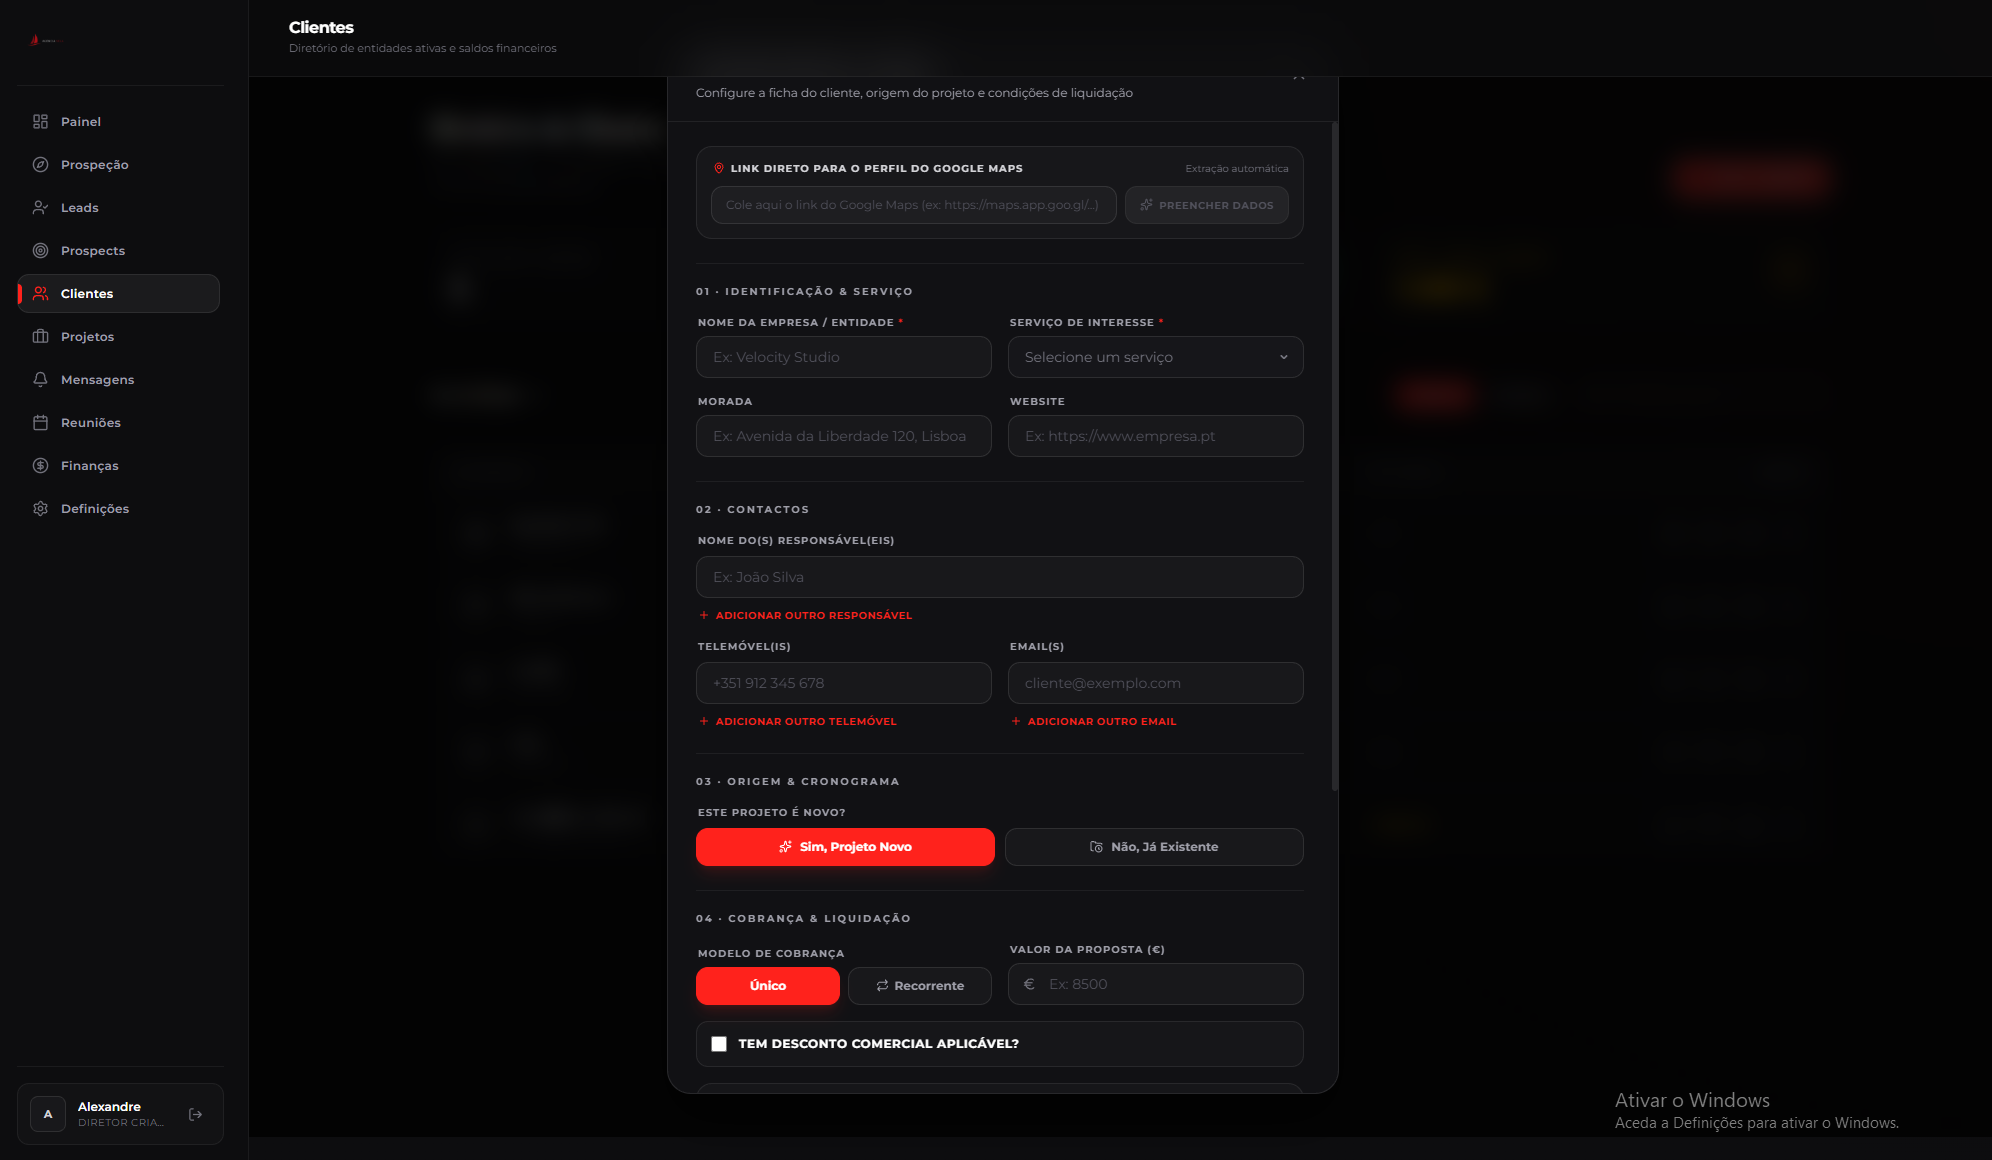 Clientes
Diretório de entidades ativas e saldos financeiros
Painel
Prospeção
Leads
Prospects
Clientes
Projetos
Mensagens
Reuniões
Finanças
Definições
A
Alexandre
DIRETOR CRIA...
Configure a ficha do cliente, origem do projeto e condições de liquidação
LINK DIRETO PARA O PERFIL DO GOOGLE MAPS
Extração automática
Cole aqui o link do Google Maps (ex: https://maps.app.goo.gl/...)
PREENCHER DADOS
01 · IDENTIFICAÇÃO & SERVIÇO
NOME DA EMPRESA / ENTIDADE *
SERVIÇO DE INTERESSE *
Ex: Velocity Studio
Selecione um serviço
MORADA
WEBSITE
Ex: Avenida da Liberdade 120, Lisboa
Ex: https://www.empresa.pt
02 · CONTACTOS
NOME DO(S) RESPONSÁVEL(EIS)
Ex: João Silva
+ ADICIONAR OUTRO RESPONSÁVEL
TELEMÓVEL(IS)
EMAIL(S)
+351 912 345 678
cliente@exemplo.com
+ ADICIONAR OUTRO TELEMÓVEL
+ ADICIONAR OUTRO EMAIL
03 · ORIGEM & CRONOGRAMA
ESTE PROJETO É NOVO?
Sim, Projeto Novo
Não, Já Existente
04 · COBRANÇA & LIQUIDAÇÃO
MODELO DE COBRANÇA
VALOR DA PROPOSTA (€)
Único
Recorrente
€ Ex: 8500
TEM DESCONTO COMERCIAL APLICÁVEL?
Ativar o Windows
Aceda a Definições para ativar o Windows.